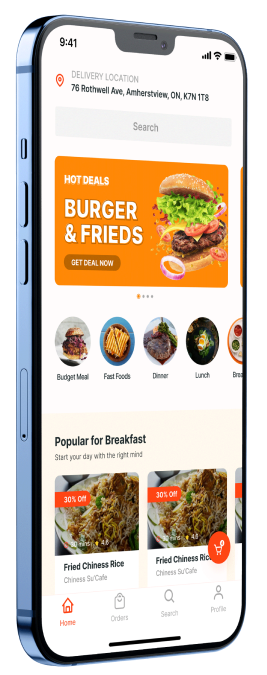 9:41
DELIVERY LOCATION
76 Rothwell Ave, Amherstview, ON, K7N 1T8
Search
HOT DEALS
BURGER
& FRIEDS
GET DEAL NOW
Budget Meal
Fast Foods
Dinner
Lunch
Brea
Popular for Breakfast
Start your day with the right mind
30% Off
30% Off
30 mins
4.8
30 mins
4.8
Fried Chiness Rice
Fried Chiness Rice
Chiness Su'Cafe
Chiness Su'Cafe
Home
Orders
Search
Profile